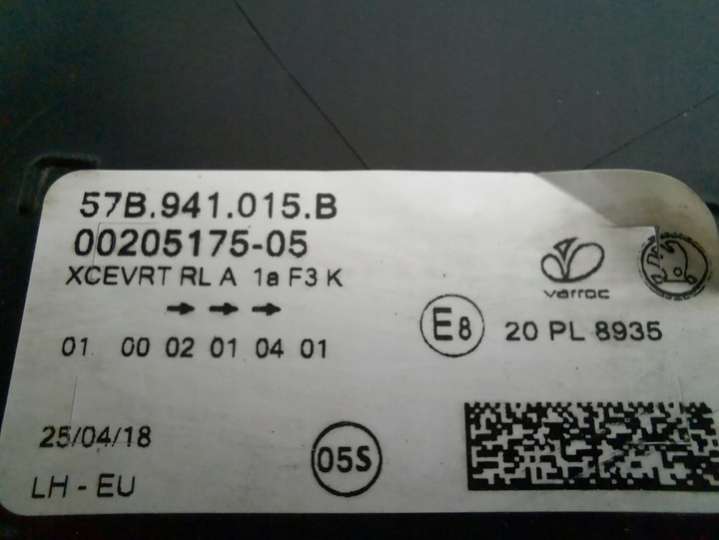 57B.941.015.B
00205175-05
XCEVRT RL A 1a F3 K
varroc
E8
20 PL 8935
01 00 02 01 04 01
25/04/18
05S
LH - EU